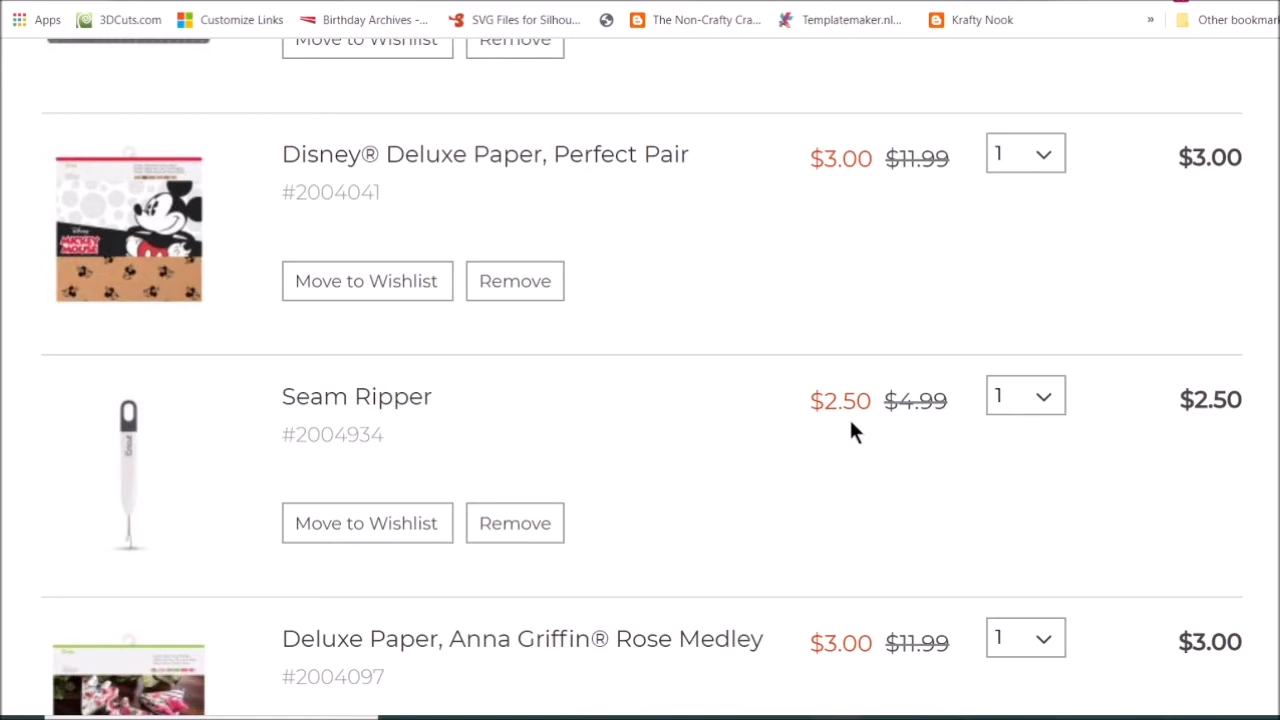 Apps 3DCuts.com Customize Links Birthday Archives -... SVG Files for Silhou... The Non-Crafty Cra... Templatemaker.nl... Krafty Nook » Other bookmar
Move to Wishlist Remove
Disney® Deluxe Paper, Perfect Pair $3.00 $11.99 1 $3.00
#2004041
MICKEY
MOUSE
Move to Wishlist Remove
Seam Ripper $2.50 $4.99 1 $2.50
#2004934
cricut
Move to Wishlist Remove
Deluxe Paper, Anna Griffin® Rose Medley $3.00 $11.99 1 $3.00
#2004097